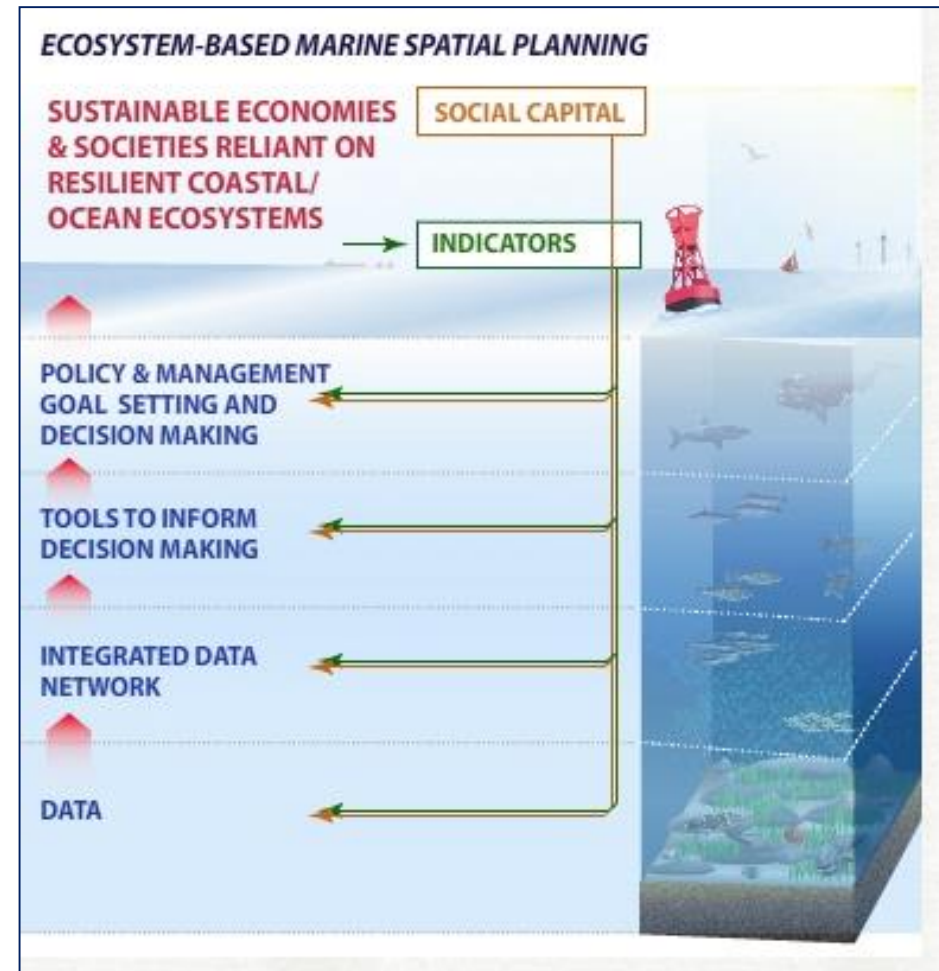 ECOSYSTEM-BASED MARINE SPATIAL PLANNING
SUSTAINABLE ECONOMIES
& SOCIETIES RELIANT ON
RESILIENT COASTAL/
OCEAN ECOSYSTEMS
SOCIAL CAPITAL
INDICATORS
POLICY & MANAGEMENT
GOAL SETTING AND
DECISION MAKING
TOOLS TO INFORM
DECISION MAKING
INTEGRATED DATA
NETWORK
DATA